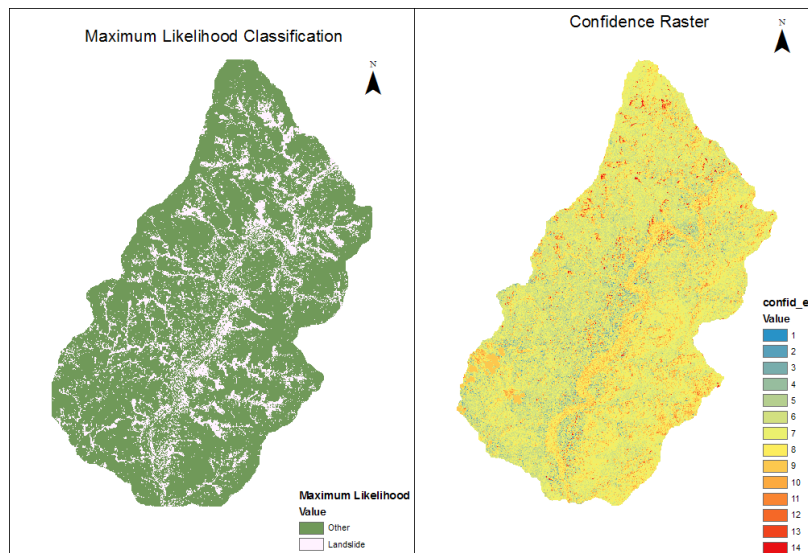 Maximum Likelihood Classification
N
Maximum Likelihood
Value
Other
Landslide
Confidence Raster
N
confid_e
Value
1
2
3
4
5
6
7
8
9
10
11
12
13
14